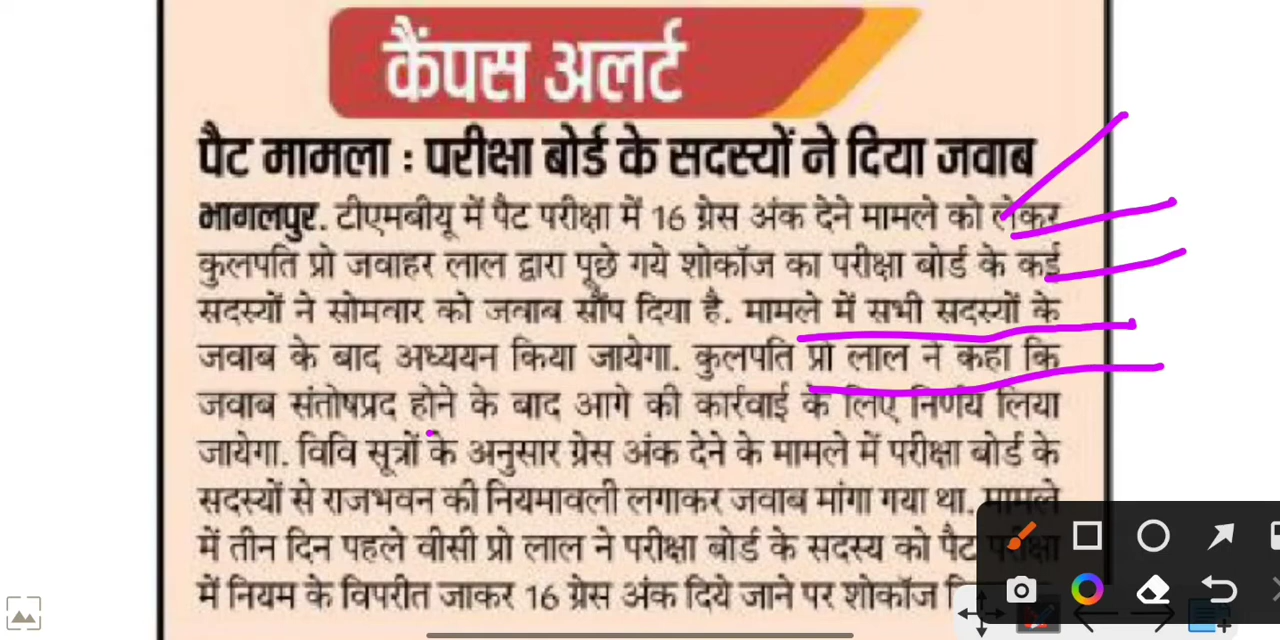 कैंपस अलर्ट
पैट मामला : परीक्षा बोर्ड के सदस्यों ने दिया जवाब
भागलपुर. टीएमबीयू में पैट परीक्षा में 16 ग्रेस अंक देने मामले को लेकर
कुलपति प्रो जवाहर लाल द्वारा पूछे गये शोकॉज का परीक्षा बोर्ड के कई
सदस्यों ने सोमवार को जवाब सौंप दिया है. मामले में सभी सदस्यों के
जवाब के बाद अध्ययन किया जायेगा. कुलपति प्रो लाल ने कहा कि
जवाब संतोषप्रद होने के बाद आगे की कार्रवाई के लिए निर्णय लिया
जायेगा. विवि सूत्रों के अनुसार ग्रेस अंक देने के मामले में परीक्षा बोर्ड के
सदस्यों से राजभवन की नियमावली लगाकर जवाब मांगा गया था. मामले
में तीन दिन पहले वीसी प्रो लाल ने परीक्षा बोर्ड के सदस्य को पैट परीक्षा
में नियम के विपरीत जाकर 16 ग्रेस अंक दिये जाने पर शोकॉज